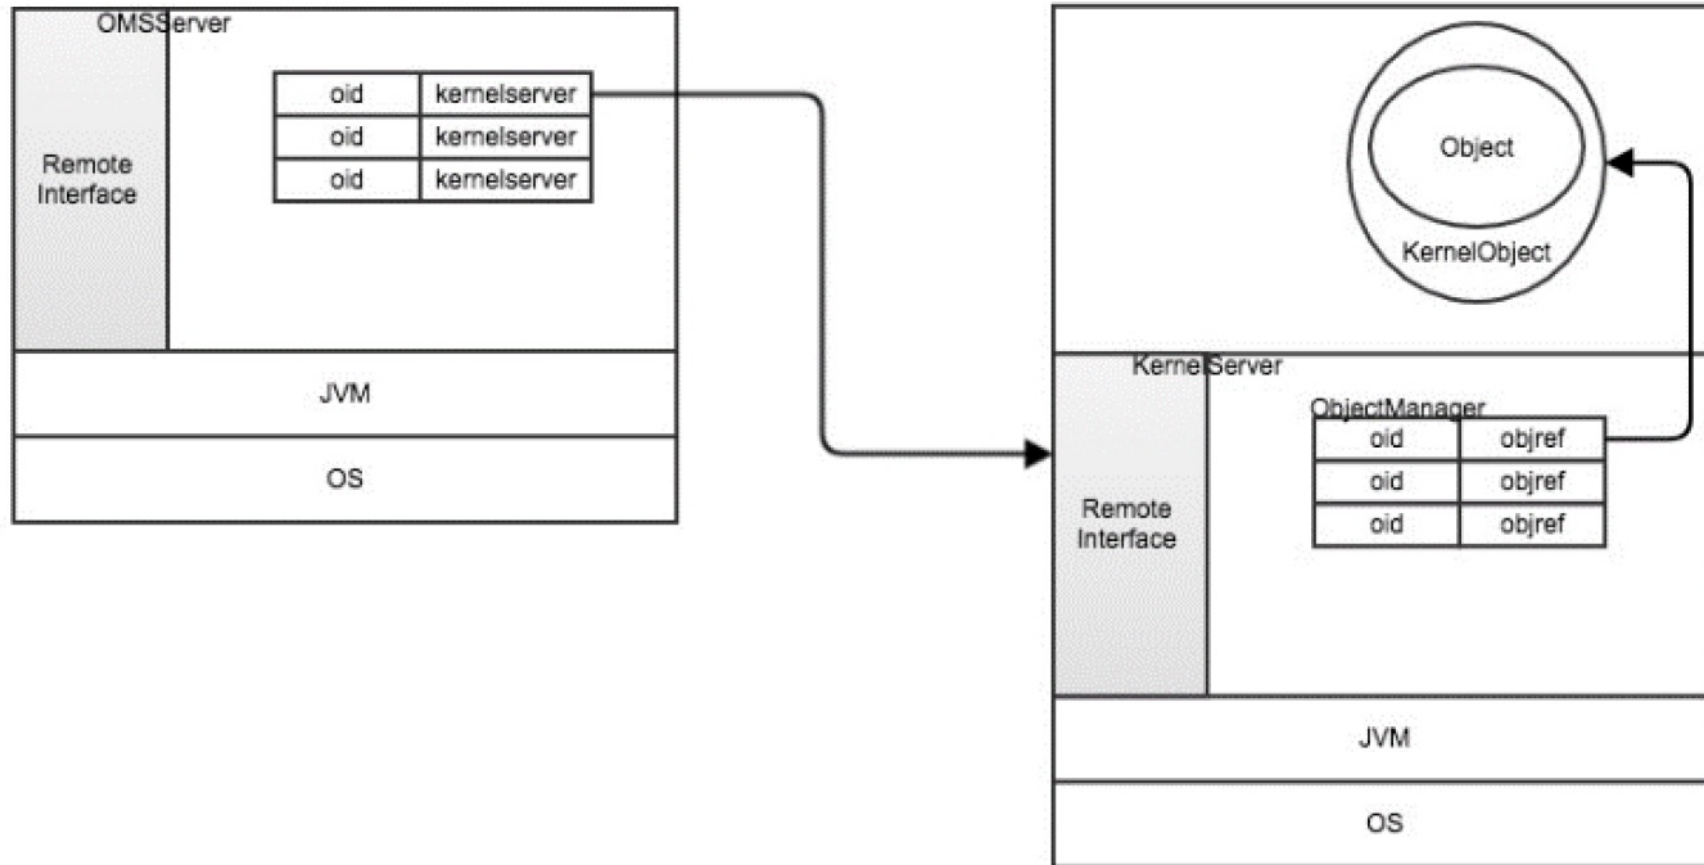 OMSServer
oid kernelserver
oid kernelserver
oid kernelserver
Remote
Interface
JVM
OS
Object
KernelObject
KernelServer
ObjectManager
oid objref
oid objref
oid objref
Remote
Interface
JVM
OS